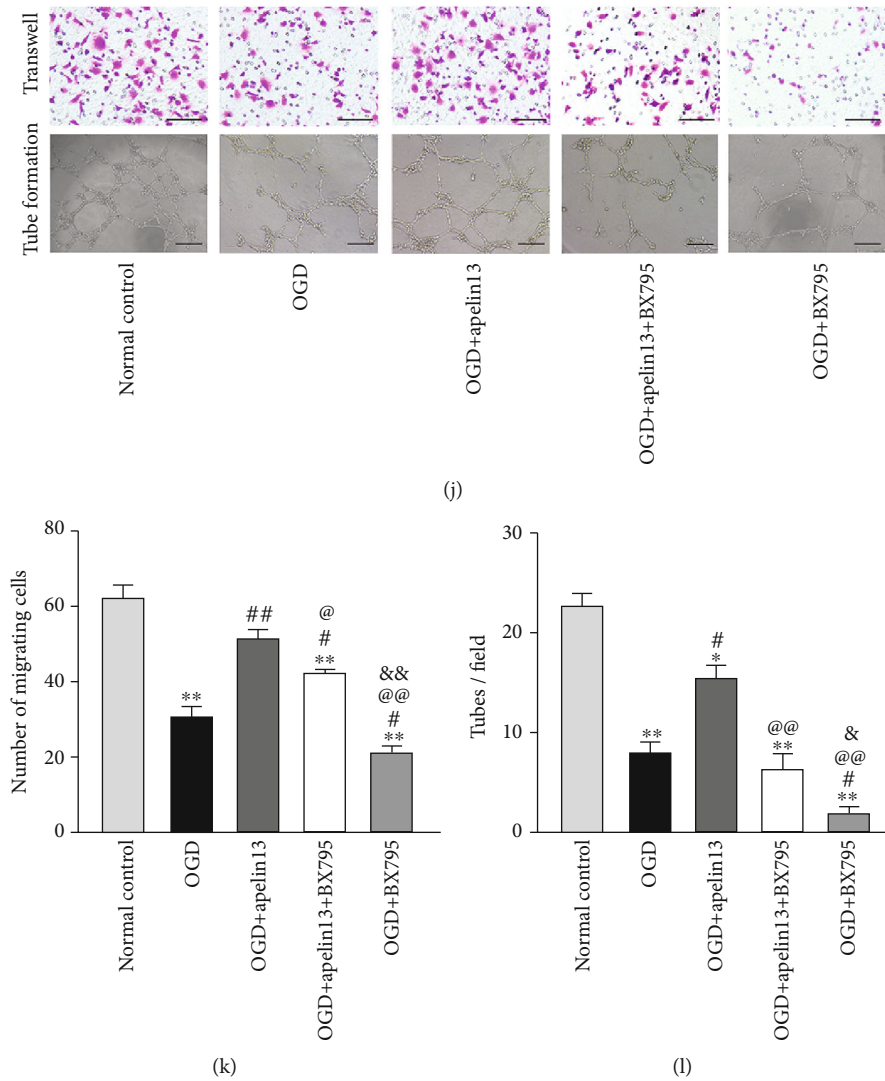 Transwell
Tube formation
Normal control
OGD
OGD+apelin13
OGD+apelin13+BX795
OGD+BX795
(j)
Number of migrating cells
80
60
40
20
0
**
##
@
#
**
&&
@@
#
**
Normal control
OGD
OGD+apelin13
OGD+apelin13+BX795
OGD+BX795
(k)
Tubes / field
30
20
10
0
**
#
*
@@
**
&
@@
#
**
Normal control
OGD
OGD+apelin13
OGD+apelin13+BX795
OGD+BX795
(l)